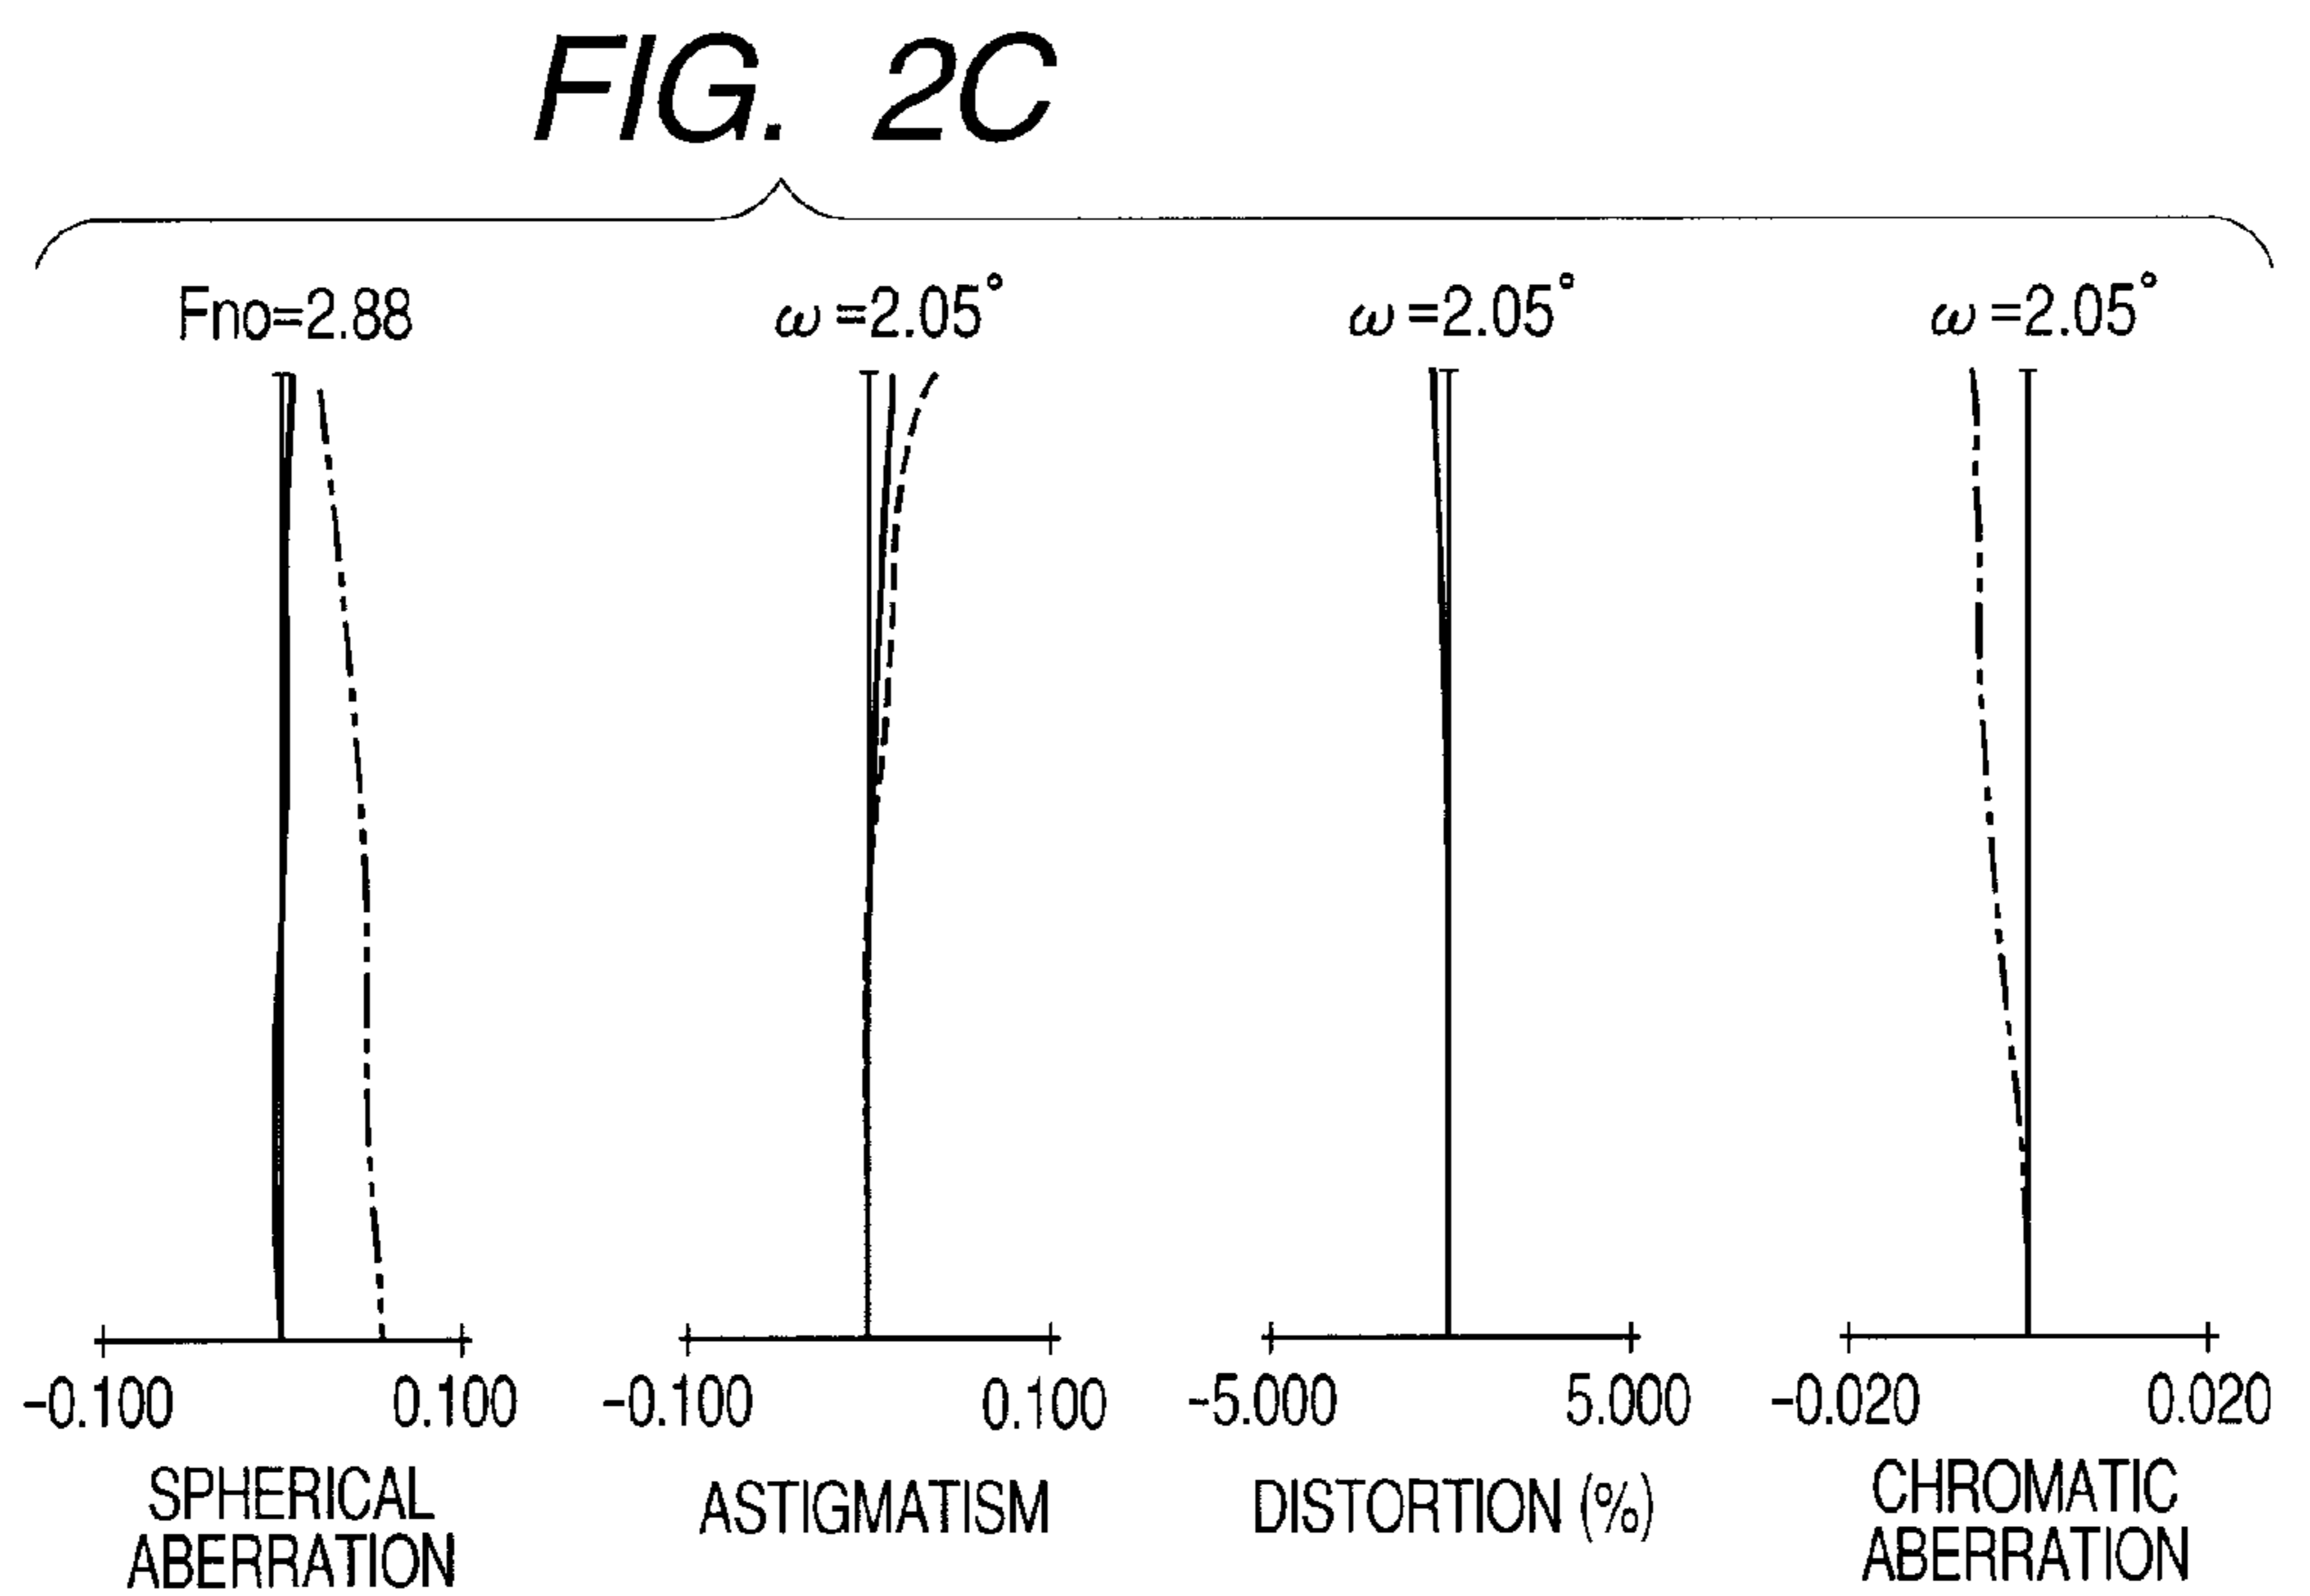 FIG. 2C
Fno=2.88
ω=2.05°
ω=2.05°
ω=2.05°
-0.100 0.100
-0.100 0.100
-5.000 5.000
-0.020 0.020
SPHERICAL
ABERRATION
ASTIGMATISM
DISTORTION (%)
CHROMATIC
ABERRATION